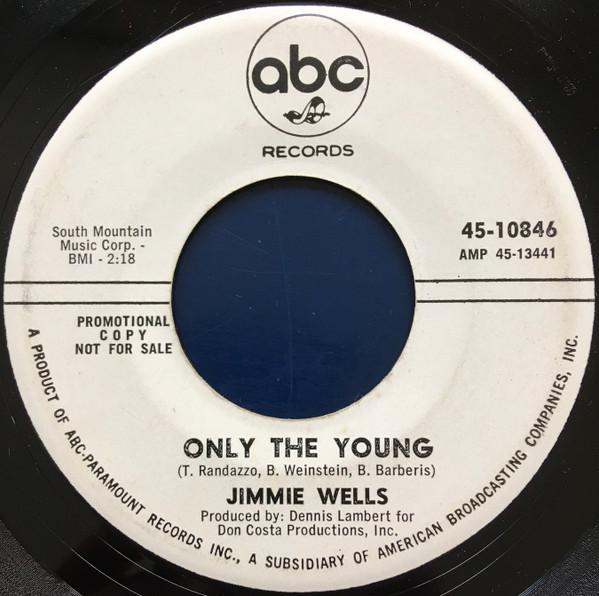 abc
RECORDS
South Mountain
Music Corp. -
BMI - 2:18
45-10846
AMP 45-13441
PROMOTIONAL
COPY
NOT FOR SALE
ONLY THE YOUNG
(T. Randazzo, B. Weinstein, B. Barberis)
JIMMIE WELLS
Produced by: Dennis Lambert for
Don Costa Productions, Inc.
A PRODUCT OF ABC-PARAMOUNT RECORDS INC., A SUBSIDIARY OF AMERICAN BROADCASTING COMPANIES, INC.